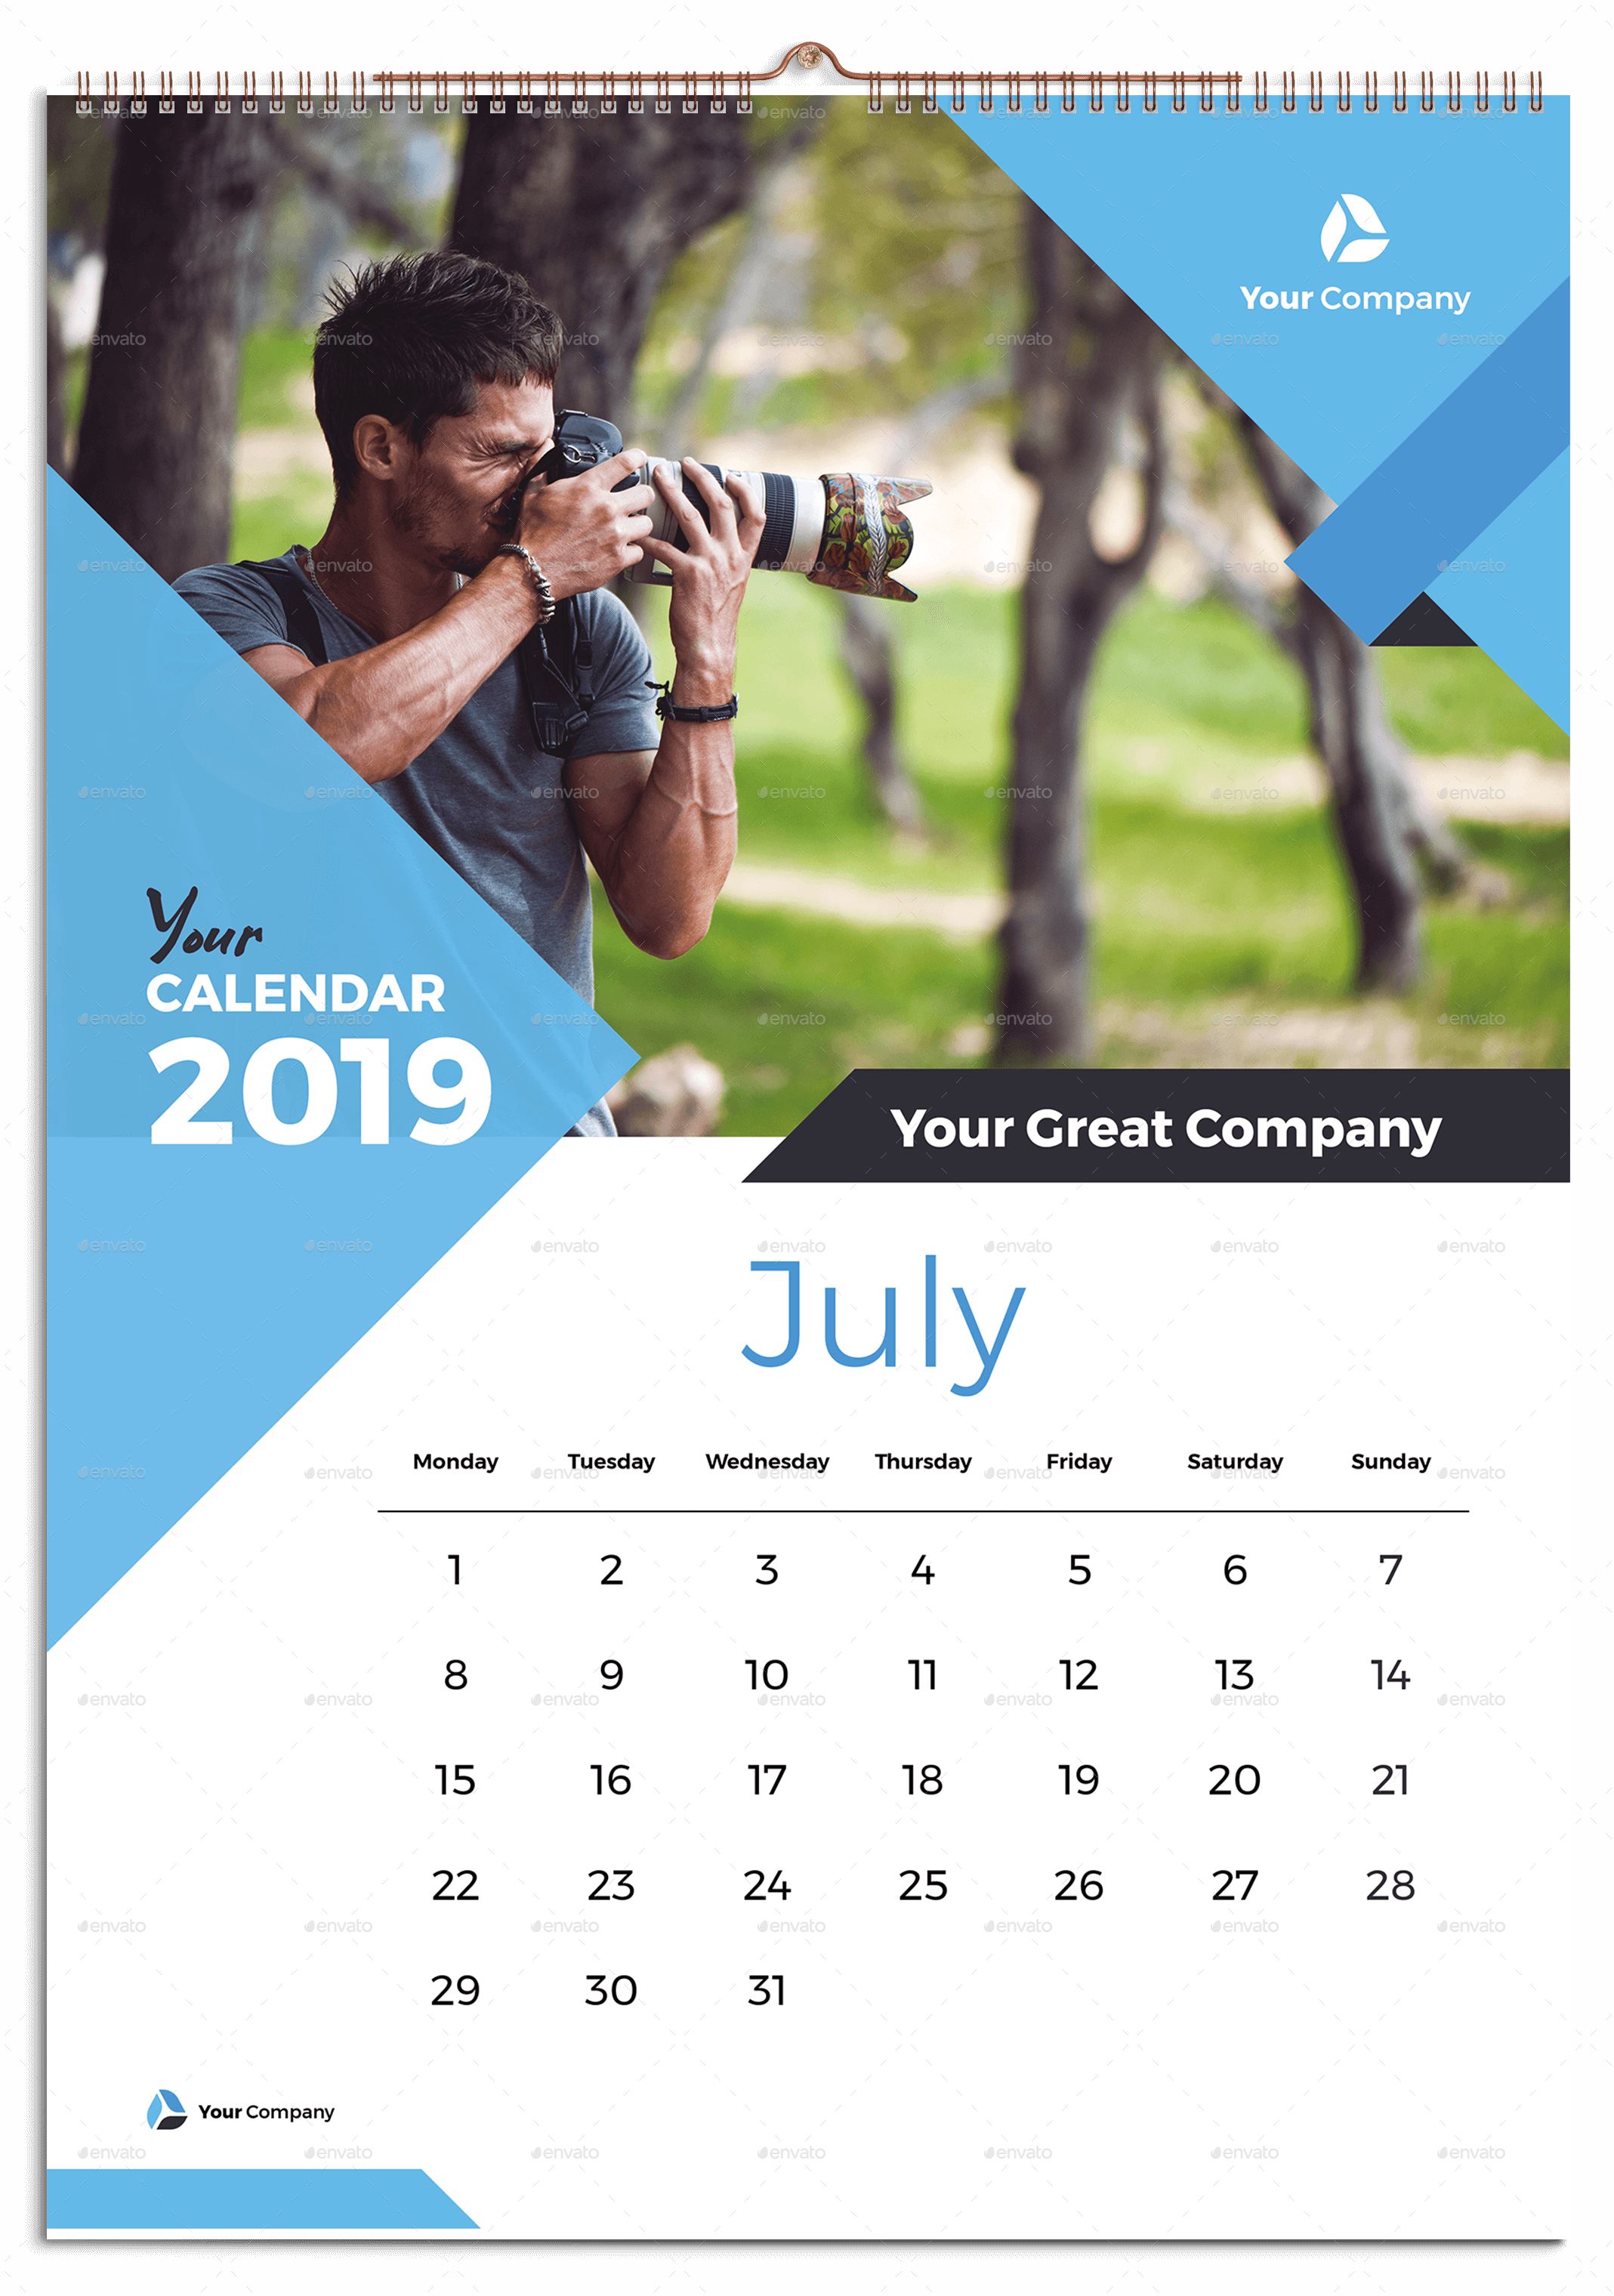 Your Company
Your
CALENDAR
2019
Your Great Company
July
Monday Tuesday Wednesday Thursday Friday Saturday Sunday
1 2 3 4 5 6 7
8 9 10 11 12 13 14
15 16 17 18 19 20 21
22 23 24 25 26 27 28
29 30 31
Your Company
envato